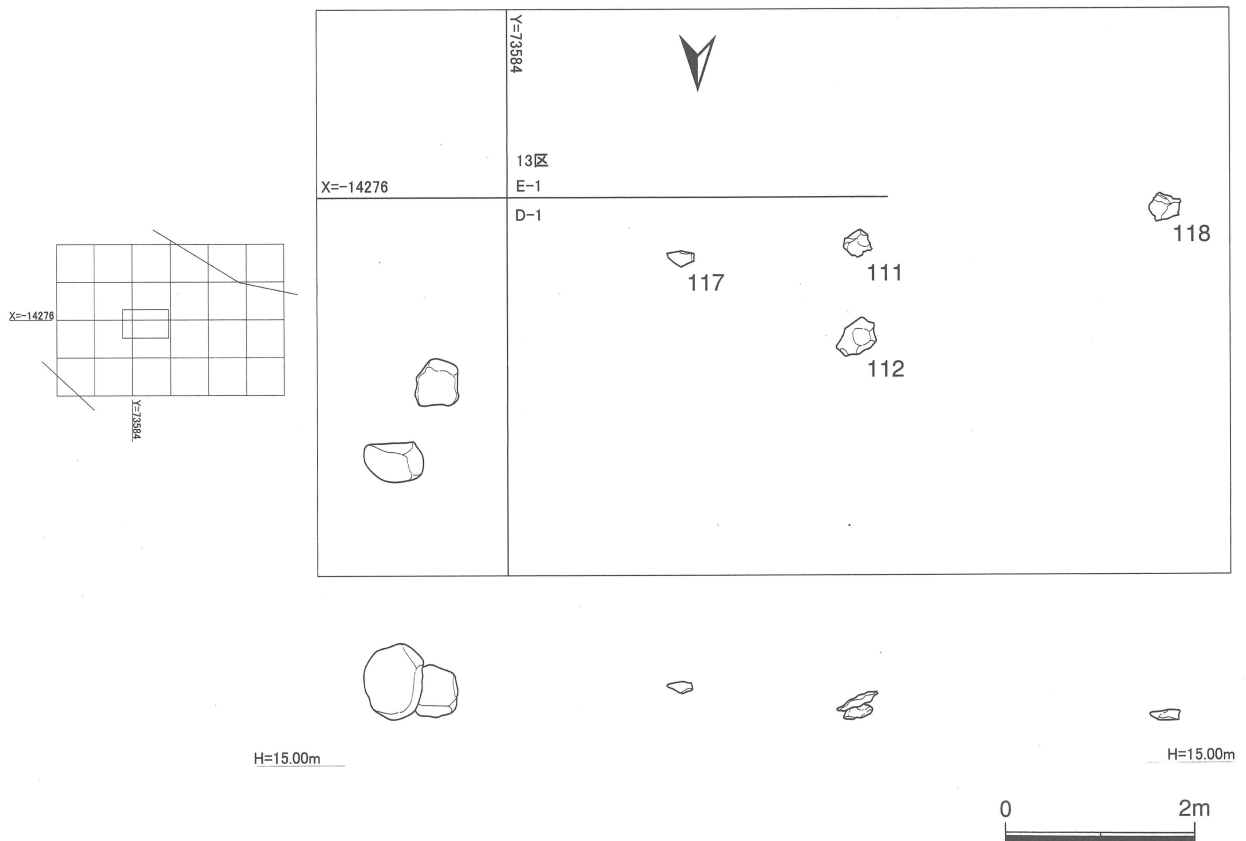 Y=73584
13区
X=-14276
E-1
D-1
118
111
117
112
X=-14276
Y=73584
H=15.00m
H=15.00m
0
2m